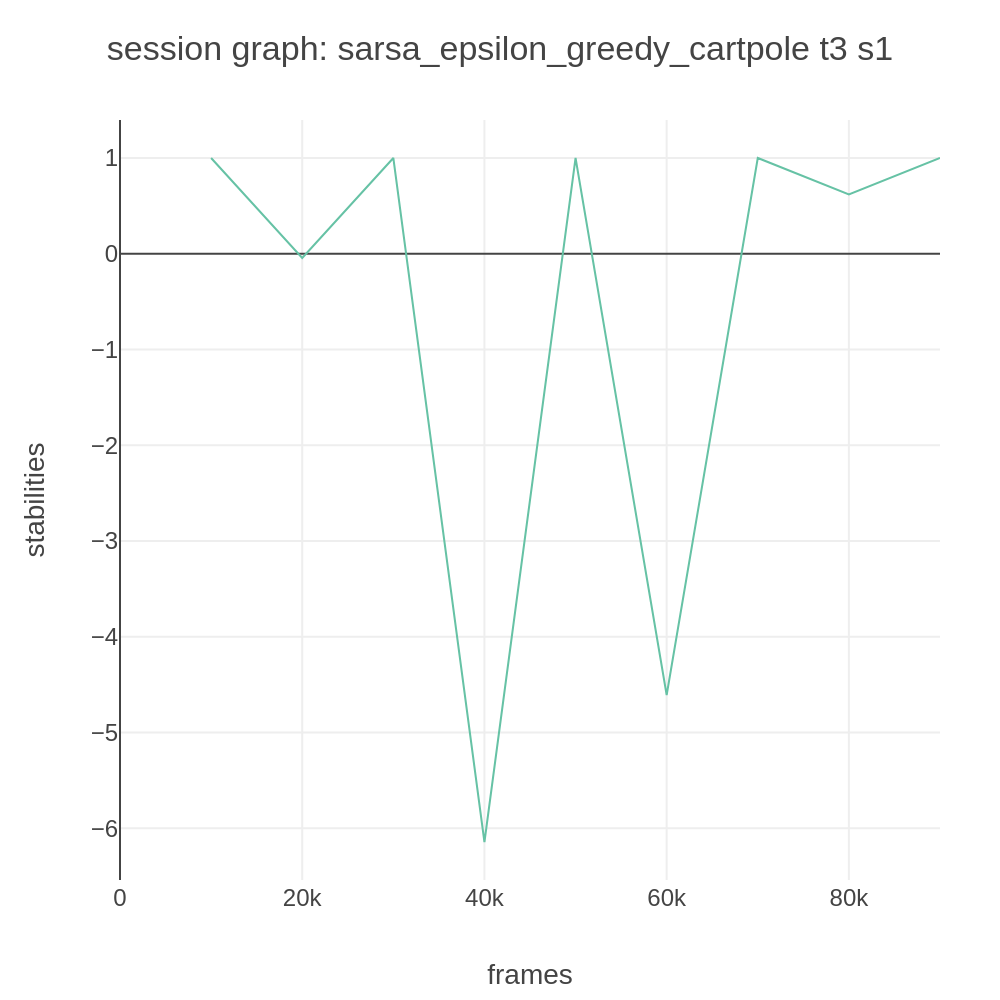 session graph: sarsa_epsilon_greedy_cartpole t3 s1
1
0
−1
−2
−3
−4
−5
−6
stabilities
0
20k
40k
60k
80k
frames